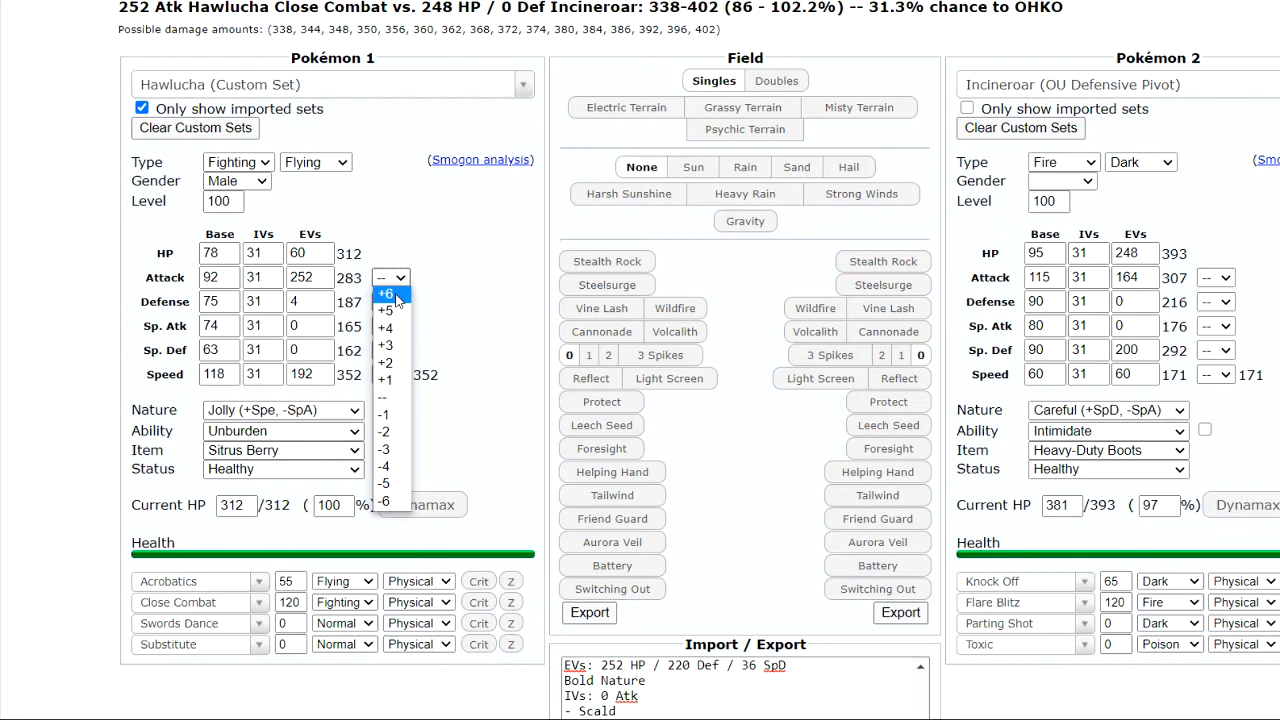 252 Atk Hawlucha Close Combat vs. 248 HP / 0 Def Incineroar: 338-402 (86 - 102.2%) -- 31.3% chance to OHKO
Possible damage amounts: (338, 344, 348, 350, 356, 360, 362, 368, 372, 374, 380, 384, 386, 392, 396, 402)
Pokémon 1
Hawlucha (Custom Set)
Only show imported sets
Clear Custom Sets
Type Fighting Flying (Smogon analysis)
Gender Male
Level 100
Base IVs EVs
HP 78 31 60 312
Attack 92 31 252 283 --
Defense 75 31 4 187
Sp. Atk 74 31 0 165
Sp. Def 63 31 0 162
Speed 118 31 192 352 352
+6
+5
+4
+3
+2
+1
--
-1
-2
-3
-4
-5
-6
Nature Jolly (+Spe, -SpA)
Ability Unburden
Item Sitrus Berry
Status Healthy
Current HP 312 /312 ( 100 %) namax
Health
Acrobatics 55 Flying Physical Crit Z
Close Combat 120 Fighting Physical Crit Z
Swords Dance 0 Normal Physical Crit Z
Substitute 0 Normal Physical Crit Z
Field
Singles Doubles
Electric Terrain Grassy Terrain Misty Terrain
Psychic Terrain
None Sun Rain Sand Hail
Harsh Sunshine Heavy Rain Strong Winds
Gravity
Stealth Rock Stealth Rock
Steelsurge Steelsurge
Vine Lash Wildfire Wildfire Vine Lash
Cannonade Volcalith Volcalith Cannonade
0 1 2 3 Spikes 3 Spikes 2 1 0
Reflect Light Screen Light Screen Reflect
Protect Protect
Leech Seed Leech Seed
Foresight Foresight
Helping Hand Helping Hand
Tailwind Tailwind
Friend Guard Friend Guard
Aurora Veil Aurora Veil
Battery Battery
Switching Out Switching Out
Export Export
Import / Export
EVs: 252 HP / 220 Def / 36 SpD
Bold Nature
IVs: 0 Atk
- Scald
Pokémon 2
Incineroar (OU Defensive Pivot)
Only show imported sets
Clear Custom Sets
Type Fire Dark (Smo
Gender
Level 100
Base IVs EVs
HP 95 31 248 393
Attack 115 31 164 307 --
Defense 90 31 0 216 --
Sp. Atk 80 31 0 176 --
Sp. Def 90 31 200 292 --
Speed 60 31 60 171 -- 171
Nature Careful (+SpD, -SpA)
Ability Intimidate
Item Heavy-Duty Boots
Status Healthy
Current HP 381 /393 ( 97 %) Dynamax
Health
Knock Off 65 Dark Physical
Flare Blitz 120 Fire Physical
Parting Shot 0 Dark Physical
Toxic 0 Poison Physical